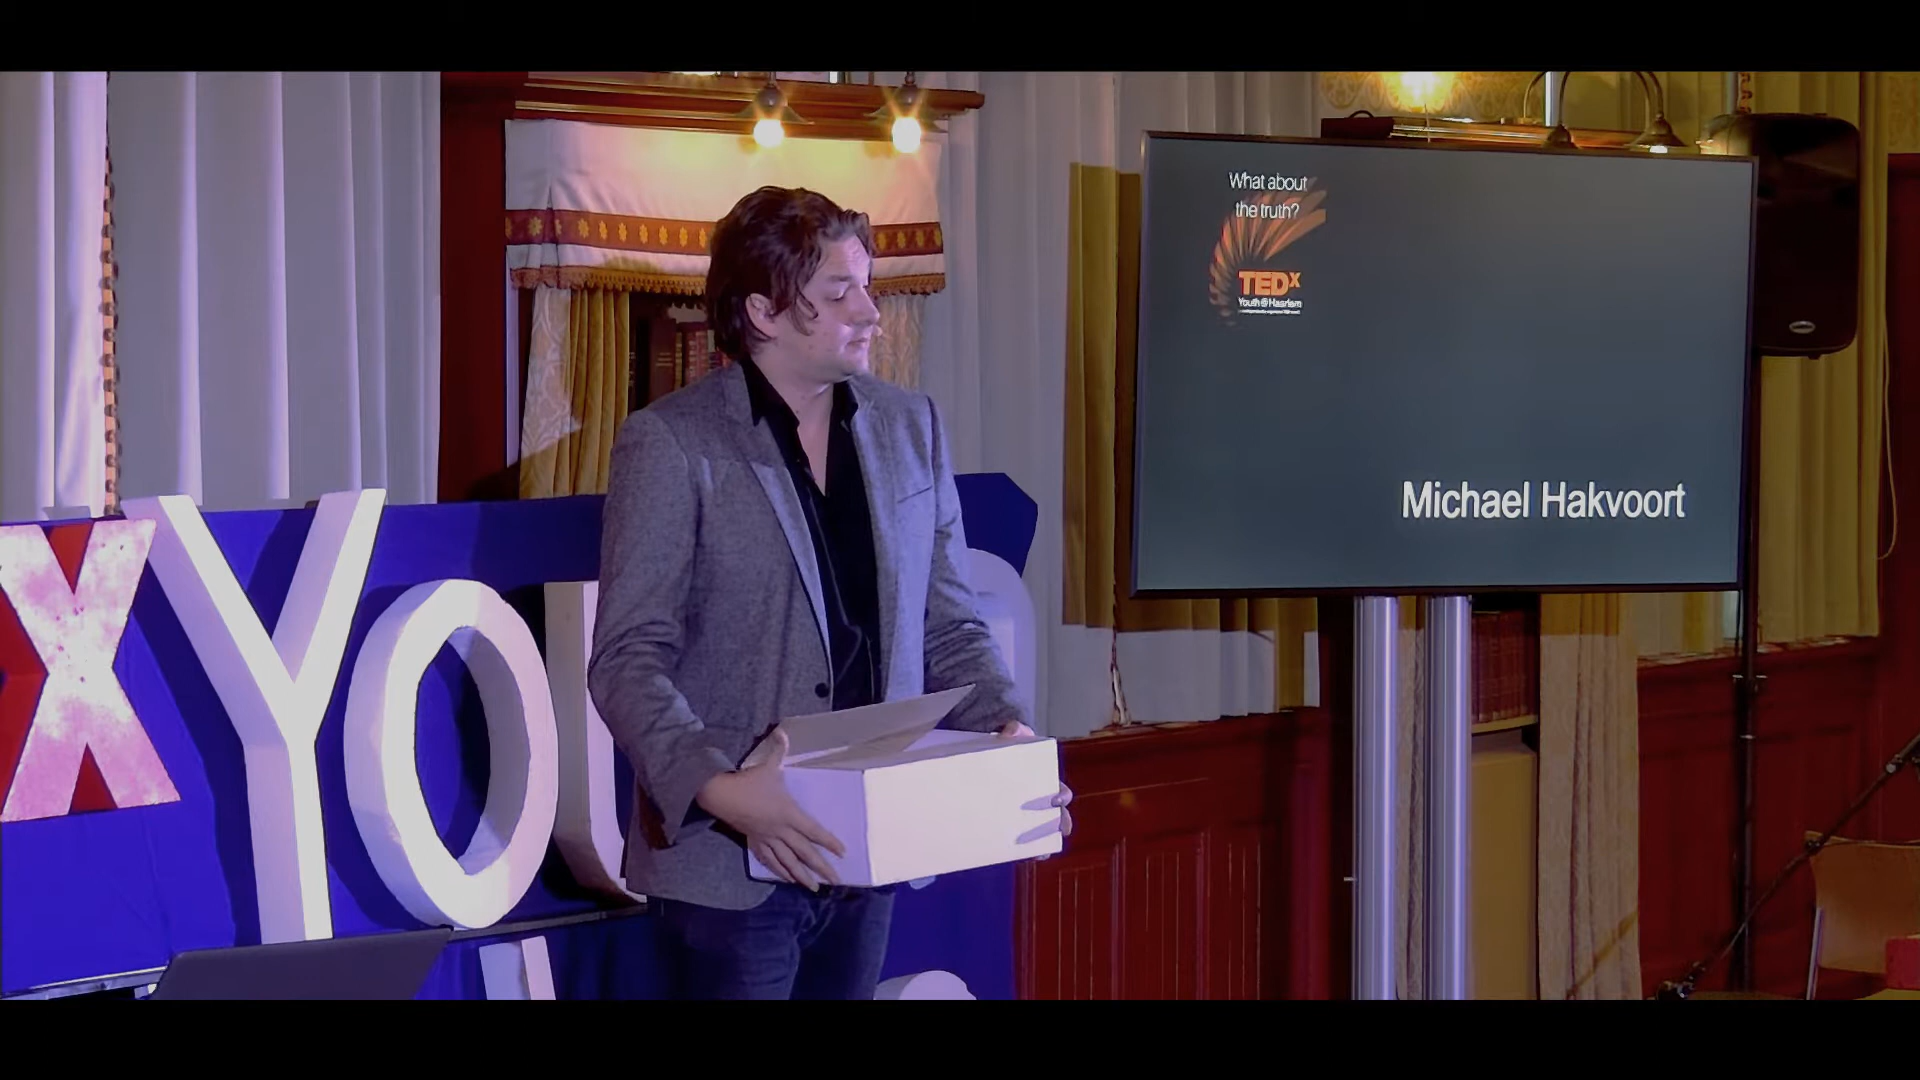 What about
the truth?
TEDx
Youth@Haarlem
Michael Hakvoort
XYOU